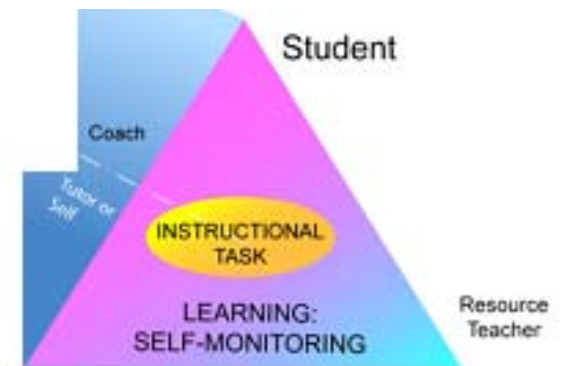 Student
Coach
Tutor or
Self
INSTRUCTIONAL
TASK
LEARNING:
SELF-MONITORING
Resource
Teacher